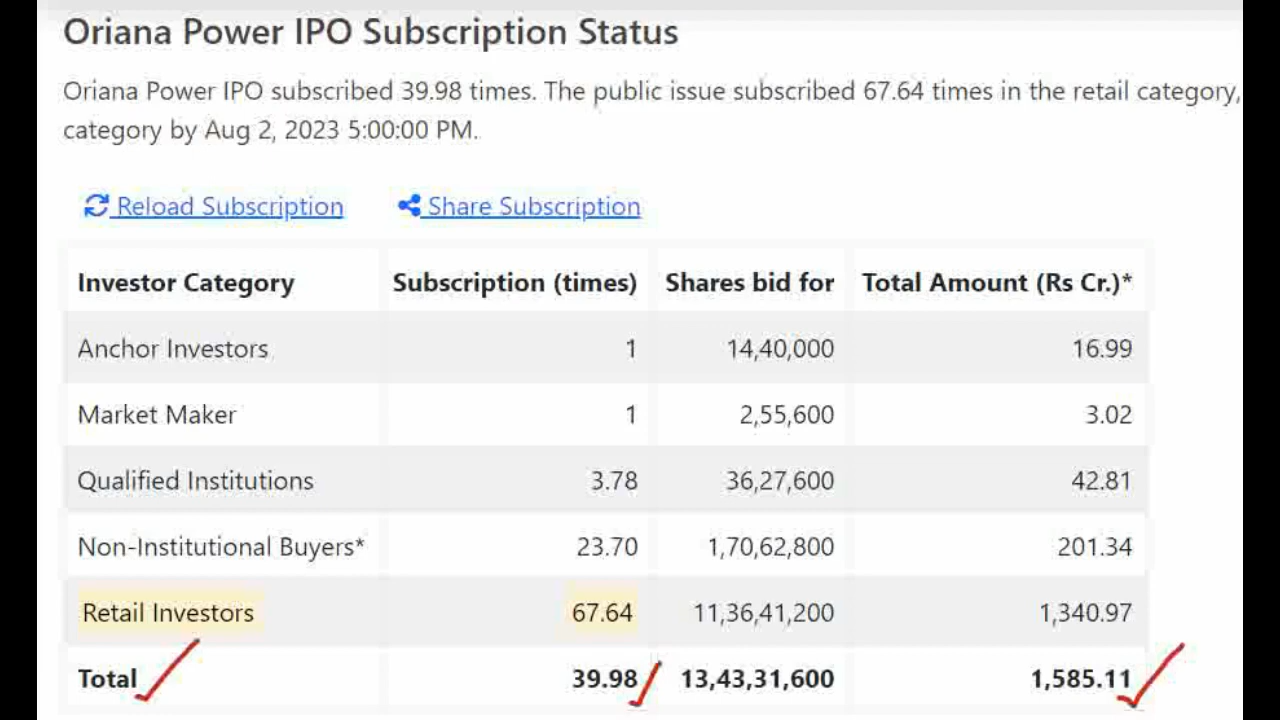 Oriana Power IPO Subscription Status
Oriana Power IPO subscribed 39.98 times. The public issue subscribed 67.64 times in the retail category,
category by Aug 2, 2023 5:00:00 PM.
Reload Subscription Share Subscription
Investor Category Subscription (times) Shares bid for Total Amount (Rs Cr.)*
Anchor Investors 1 14,40,000 16.99
Market Maker 1 2,55,600 3.02
Qualified Institutions 3.78 36,27,600 42.81
Non-Institutional Buyers* 23.70 1,70,62,800 201.34
Retail Investors 67.64 11,36,41,200 1,340.97
Total 39.98 13,43,31,600 1,585.11